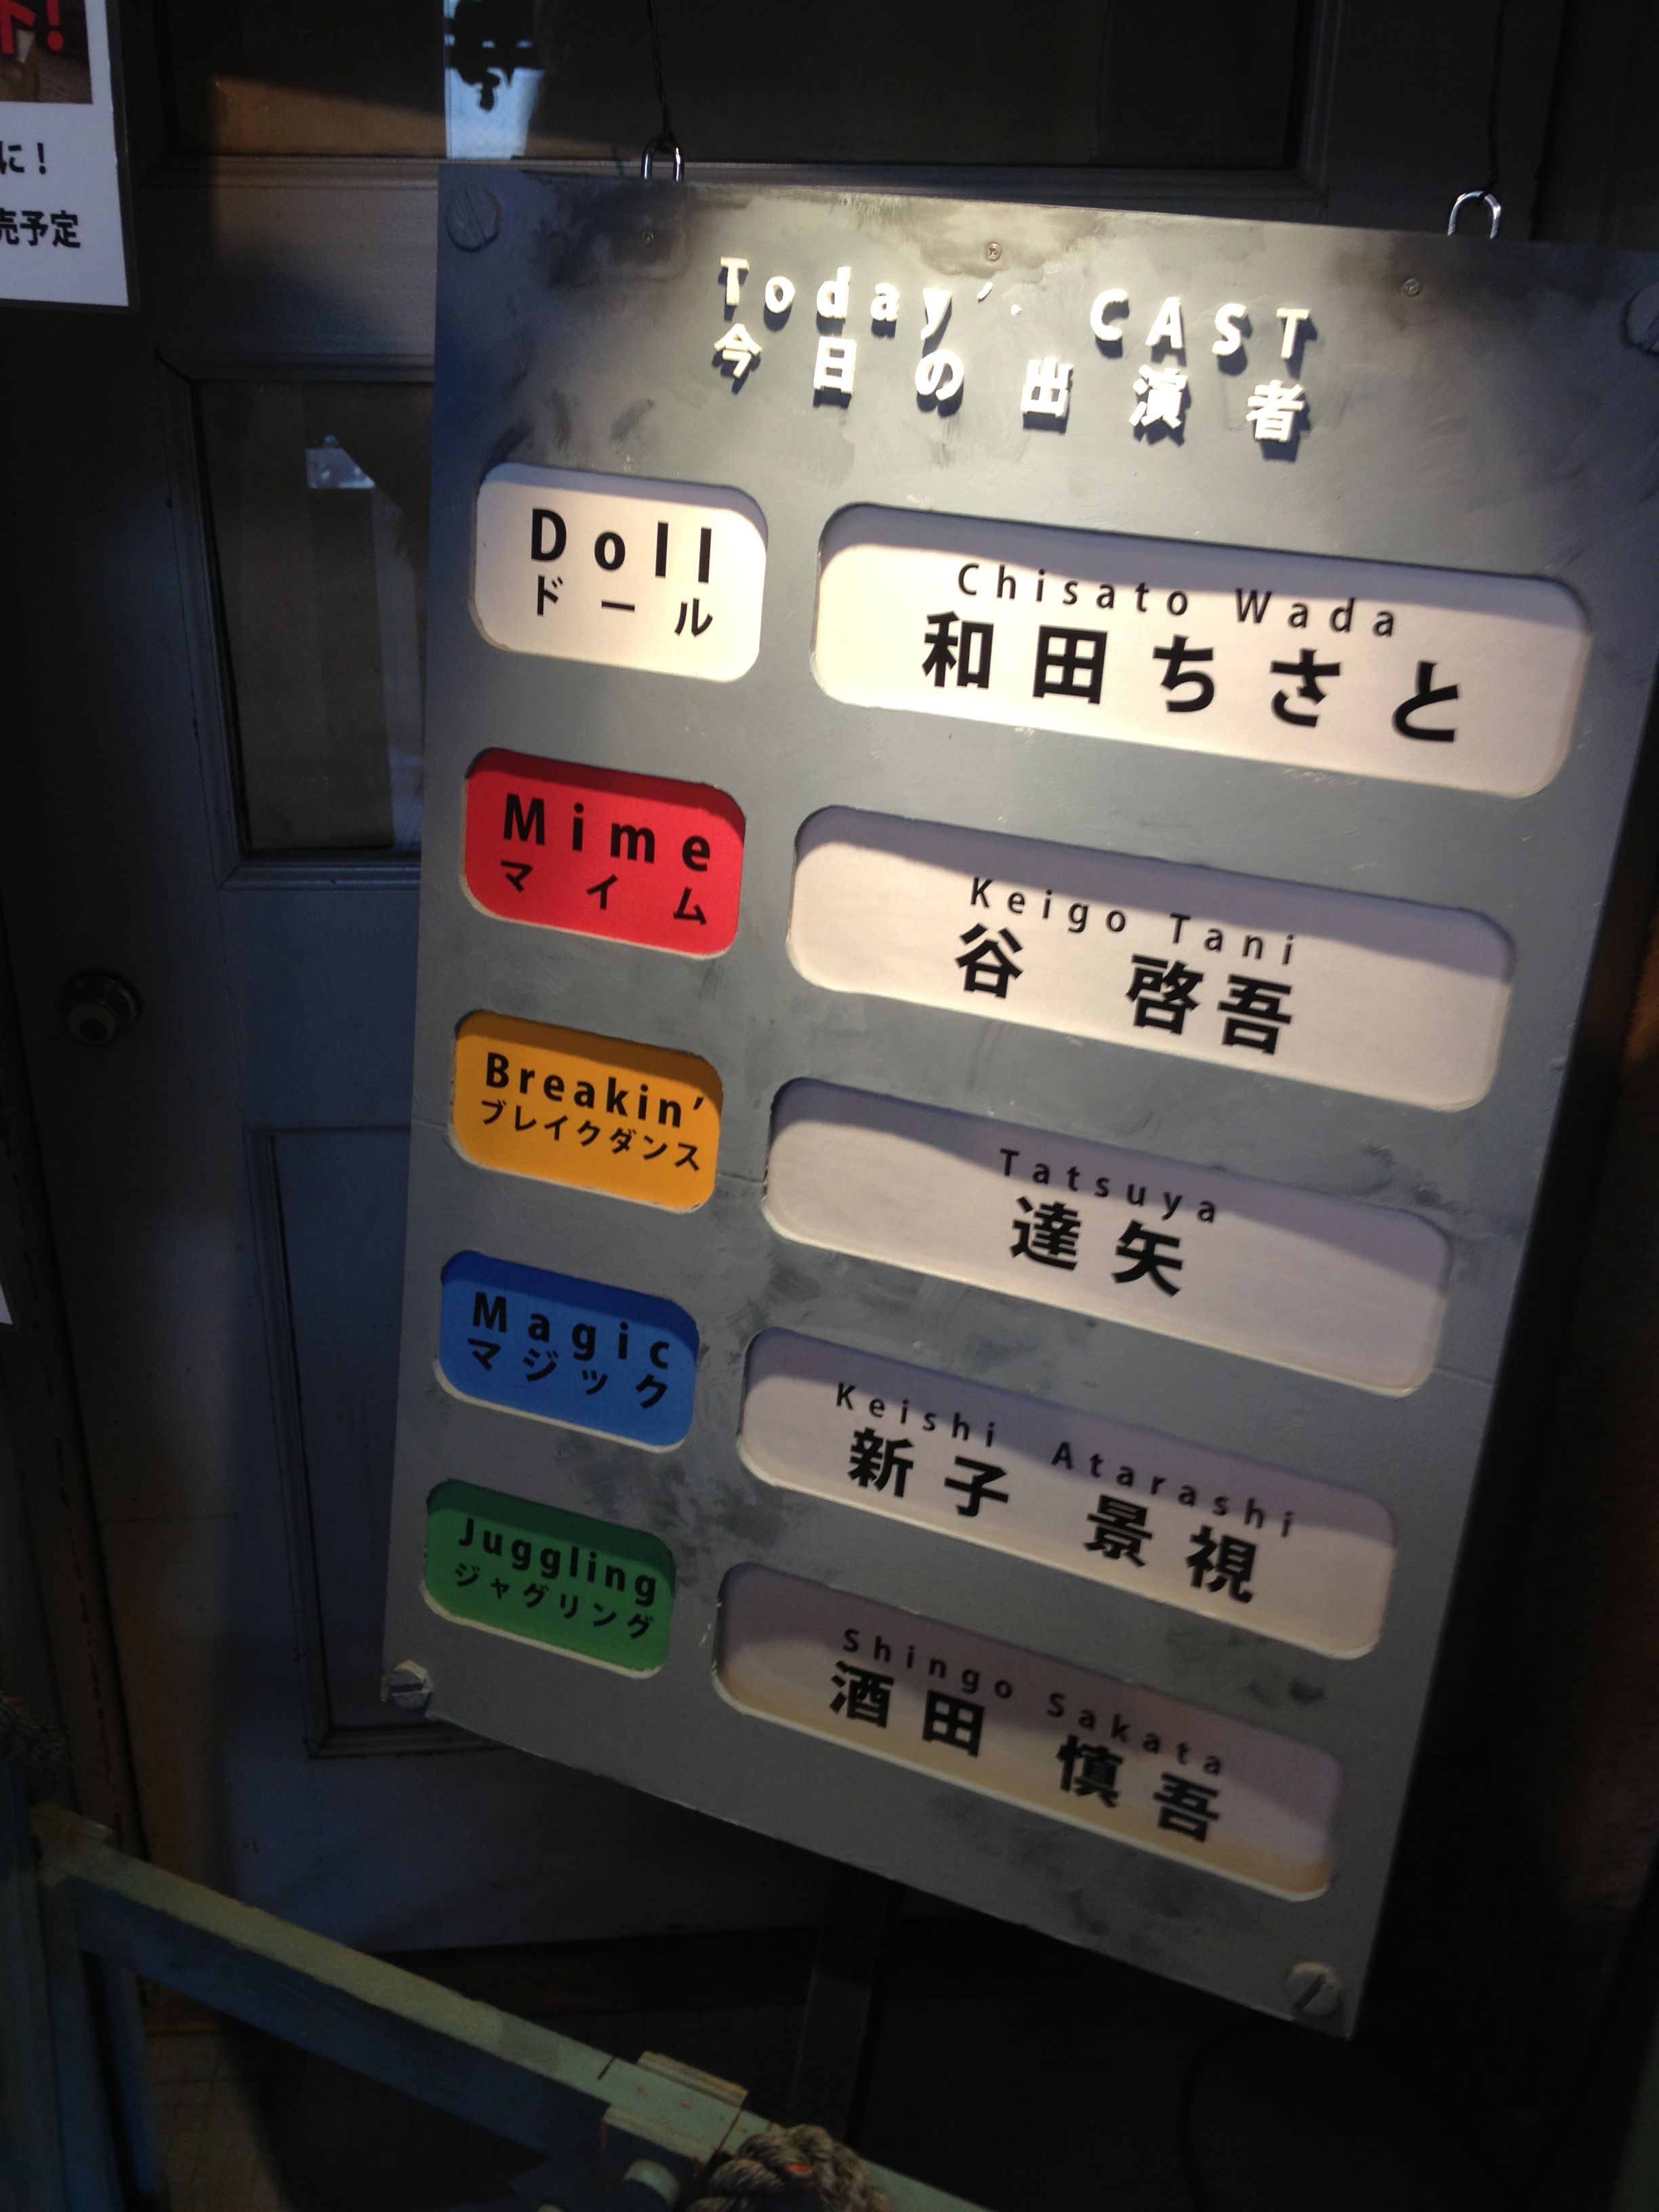 に！
売予定
Today'  CAST
今日の出演者
Doll
ドール
Chisato Wada
和田ちさと
Mime
マイム
Keigo Tani
谷 啓吾
Breakin'
ブレイクダンス
Tatsuya
達矢
Magic
マジック
Keishi Atarashi
新子 景視
Juggling
ジャグリング
Shingo Sakata
酒田 慎吾